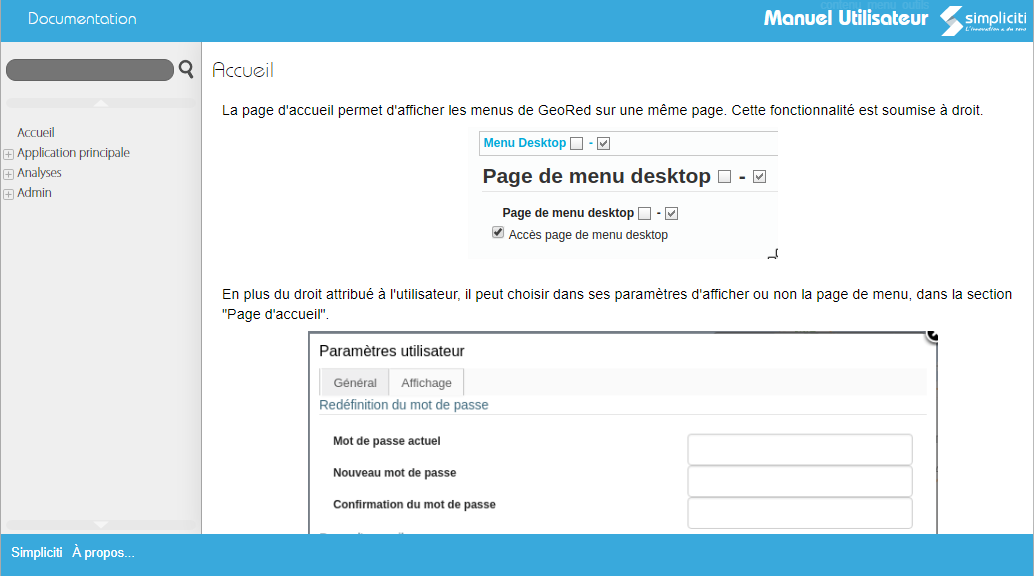 Documentation
contenu menu outils
Manuel Utilisateur
simpliciti
L'innovation a du sens
Accueil
La page d'accueil permet d'afficher les menus de GeoRed sur une même page. Cette fonctionnalité est soumise à droit.
Menu Desktop -
Page de menu desktop -
Page de menu desktop -
Accès page de menu desktop
Accueil
Application principale
Analyses
Admin
En plus du droit attribué à l'utilisateur, il peut choisir dans ses paramètres d'afficher ou non la page de menu, dans la section
"Page d'accueil".
Paramètres utilisateur
Général Affichage
Redéfinition du mot de passe
Mot de passe actuel
Nouveau mot de passe
Confirmation du mot de passe
Simpliciti À propos...